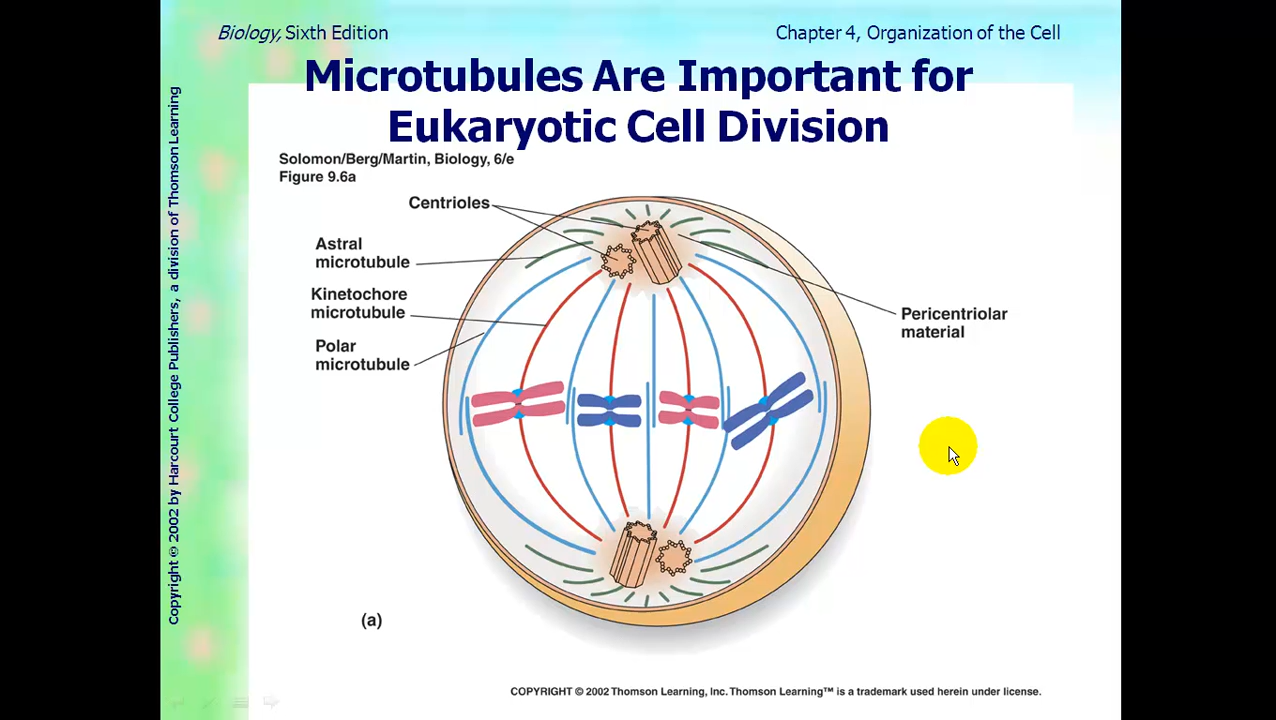 Biology, Sixth Edition
Chapter 4, Organization of the Cell
Microtubules Are Important for
Eukaryotic Cell Division
Copyright © 2002 by Harcourt College Publishers, a division of Thomson Learning
Solomon/Berg/Martin, Biology, 6/e
Figure 9.6a
Centrioles
Astral
microtubule
Kinetochore
microtubule
Polar
microtubule
Pericentriolar
material
(a)
COPYRIGHT © 2002 Thomson Learning, Inc. Thomson Learning™ is a trademark used herein under license.